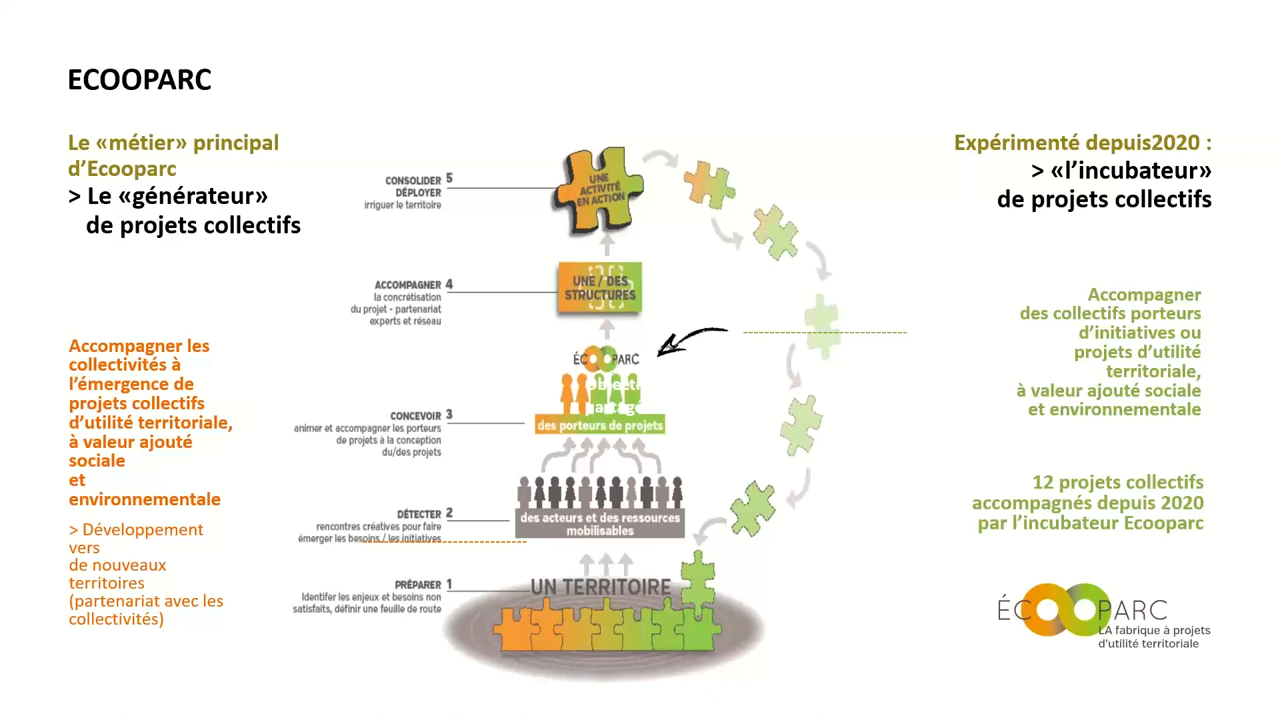 ECOOPARC
Le «métier» principal
d’Ecooparc
> Le «générateur»
de projets collectifs
Accompagner les
collectivités à
l’émergence de
projets collectifs
d’utilité territoriale,
à valeur ajouté
sociale
et
environnementale
> Développement
vers
de nouveaux
territoires
(partenariat avec les
collectivités)
CONSOLIDER 5
DÉPLOYER
irriguer le territoire
UNE
ACTIVITÉ
EN ACTION
ACCOMPAGNER 4
la concrétisation
du projet - partenariat
experts et réseau
UNE / DES
STRUCTURES
ÉCOOPARC
CONCEVOIR 3
animer et accompagner les porteurs
de projets à la conception
du/des projets
des porteurs de projets
DÉTECTER 2
rencontres créatives pour faire
émerger les besoins / les initiatives
des acteurs et des ressources
mobilisables
PRÉPARER 1
Identifer les enjeux et besoins non
satisfaits, définir une feuille de route
UN TERRITOIRE
Expérimenté depuis2020 :
> «l’incubateur»
de projets collectifs
Accompagner
des collectifs porteurs
d’initiatives ou
projets d’utilité
territoriale,
à valeur ajouté sociale
et environnementale
12 projets collectifs
accompagnés depuis 2020
par l’incubateur Ecooparc
ÉCOOPARC
LA fabrique à projets
d'utilité territoriale